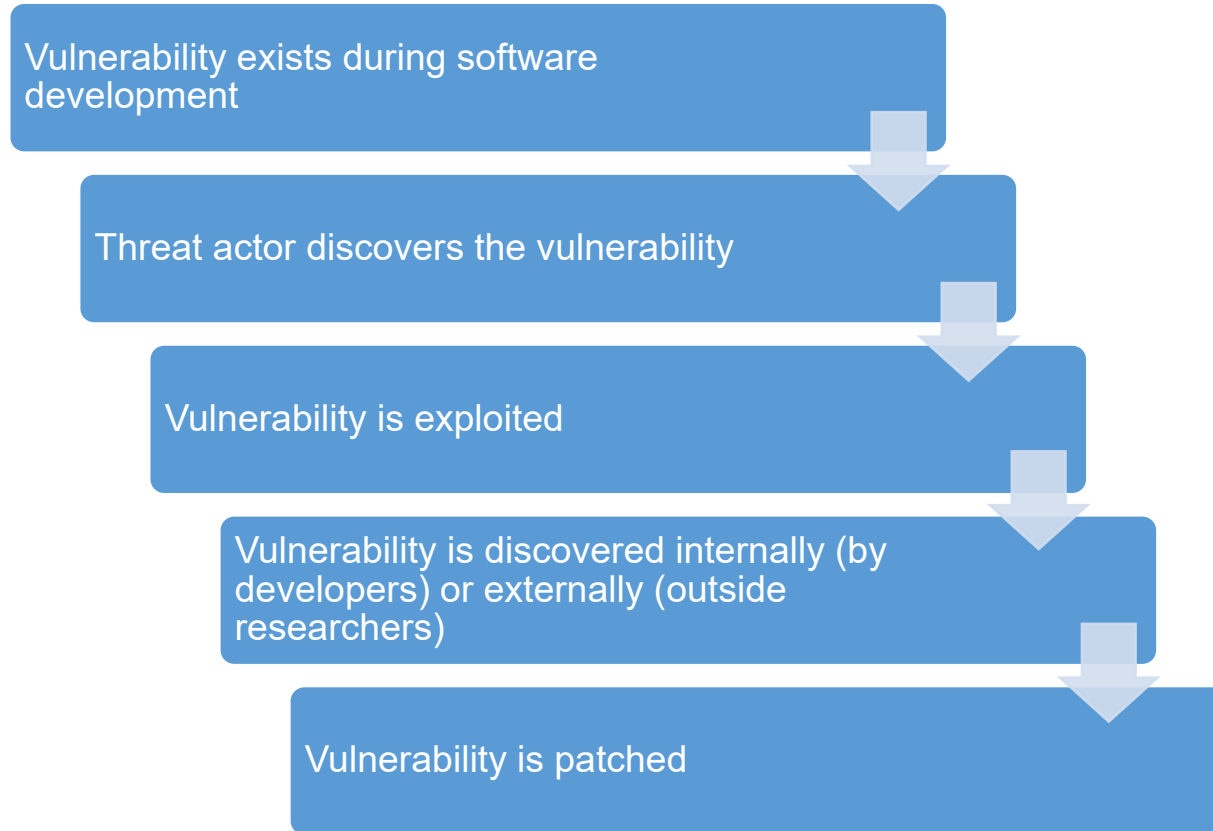 Vulnerability exists during software
development
Threat actor discovers the vulnerability
Vulnerability is exploited
Vulnerability is discovered internally (by
developers) or externally (outside
researchers)
Vulnerability is patched